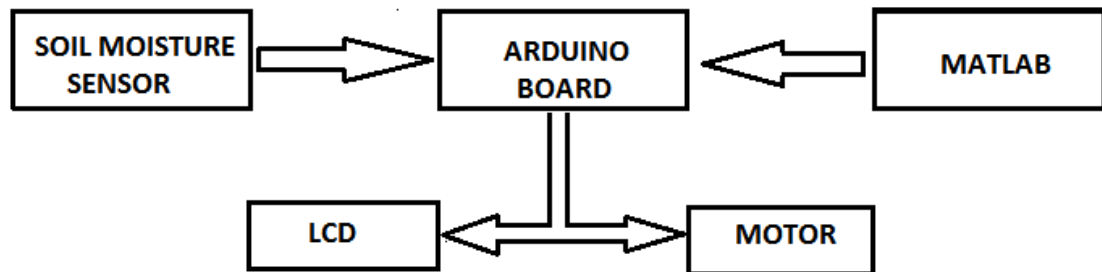 SOIL MOISTURE
SENSOR
ARDUINO
BOARD
MATLAB
LCD
MOTOR